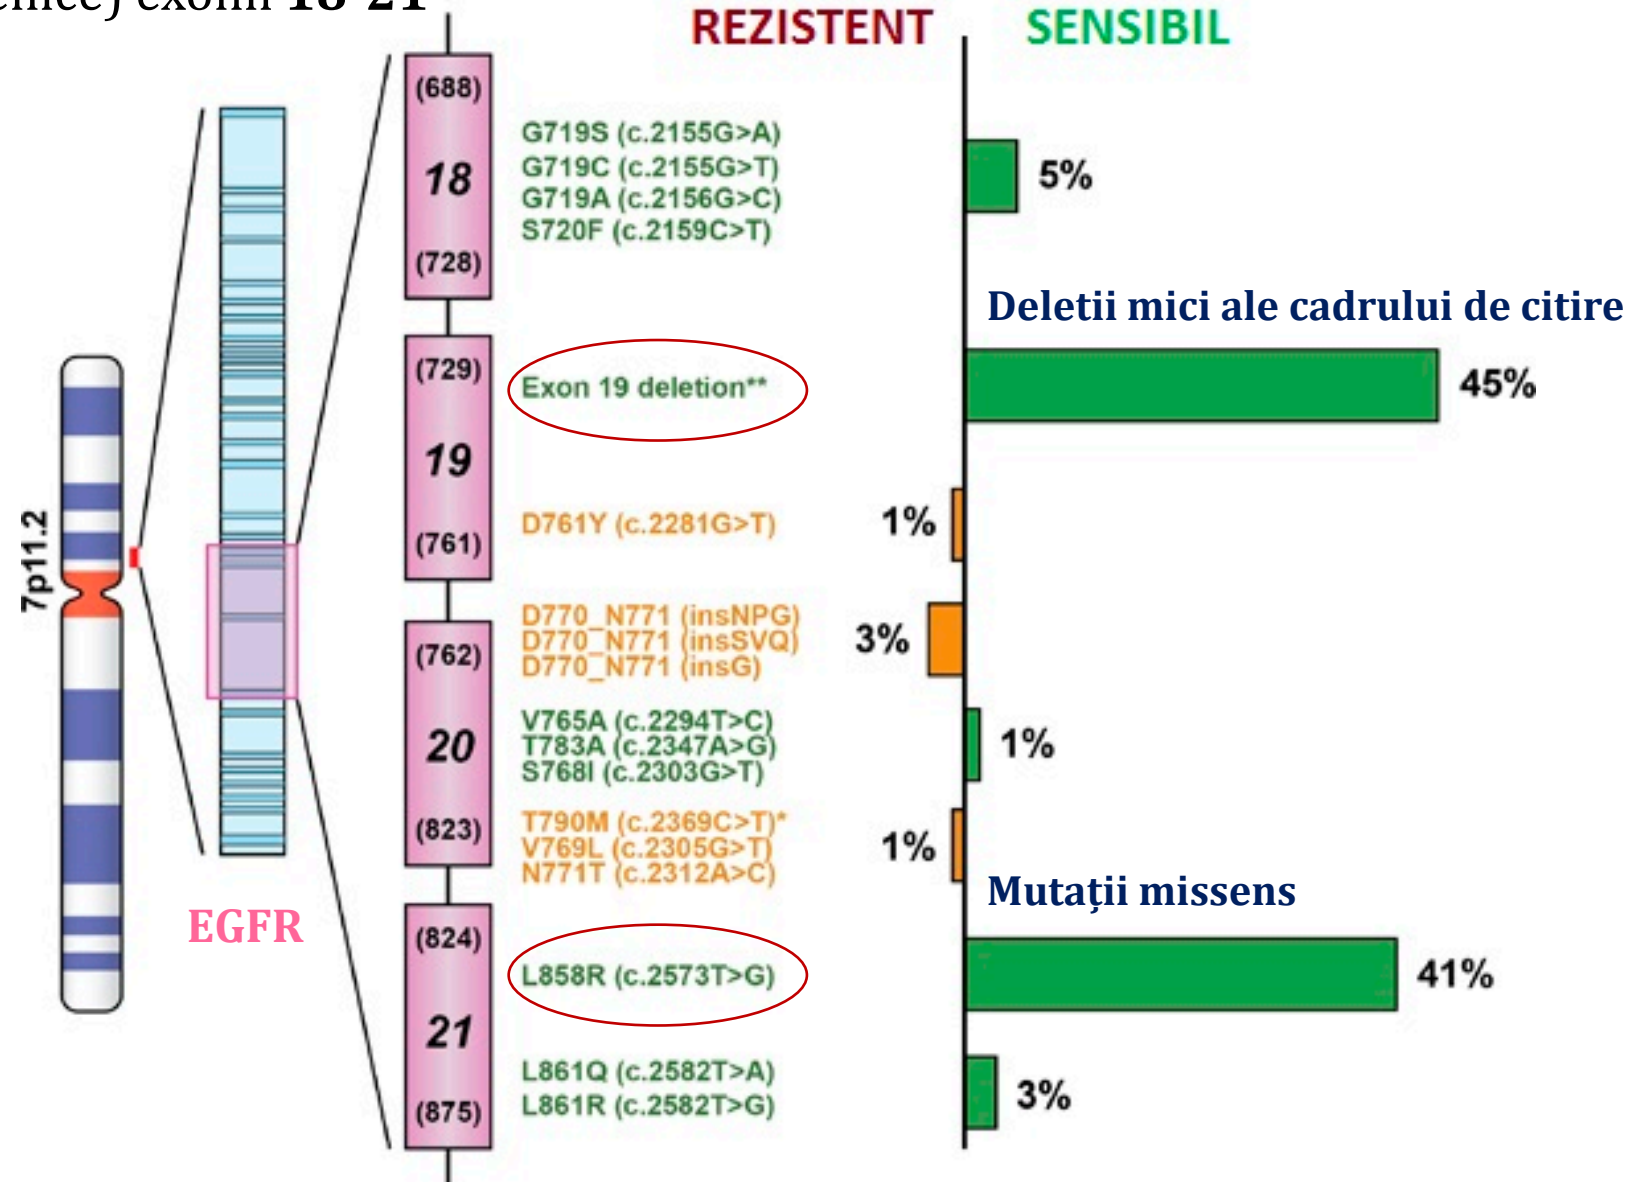 exonii 18-21
REZISTENT SENSIBIL
(688)
18
(728)
G719S (c.2155G>A)
G719C (c.2155G>T)
G719A (c.2156G>C)
S720F (c.2159C>T)
5%
Deletii mici ale cadrului de citire
(729)
19
(761)
Exon 19 deletion**
45%
D761Y (c.2281G>T)
1%
7p11.2
(762)
20
(823)
D770_N771 (insNPG)
D770_N771 (insSVQ)
D770_N771 (insG)
3%
V765A (c.2294T>C)
T783A (c.2347A>G)
S768I (c.2303G>T)
1%
T790M (c.2369C>T)*
V769L (c.2305G>T)
N771T (c.2312A>C)
1%
Mutații missens
EGFR
(824)
21
(875)
L858R (c.2573T>G)
41%
L861Q (c.2582T>A)
L861R (c.2582T>G)
3%